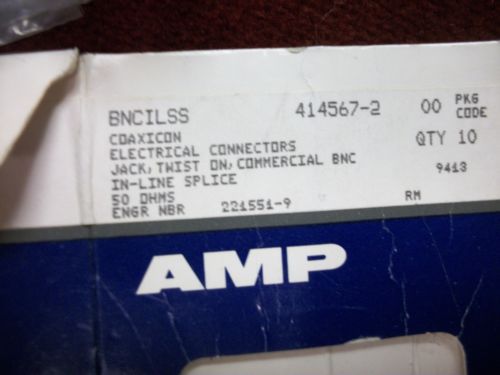 BNCILSS 414567-2 00 PKG CODE
COAXICON
ELECTRICAL CONNECTORS QTY 10
JACK, TWIST ON, COMMERCIAL BNC
IN-LINE SPLICE 9413
50 OHMS
ENGR NBR 221551-9 RM
AMP